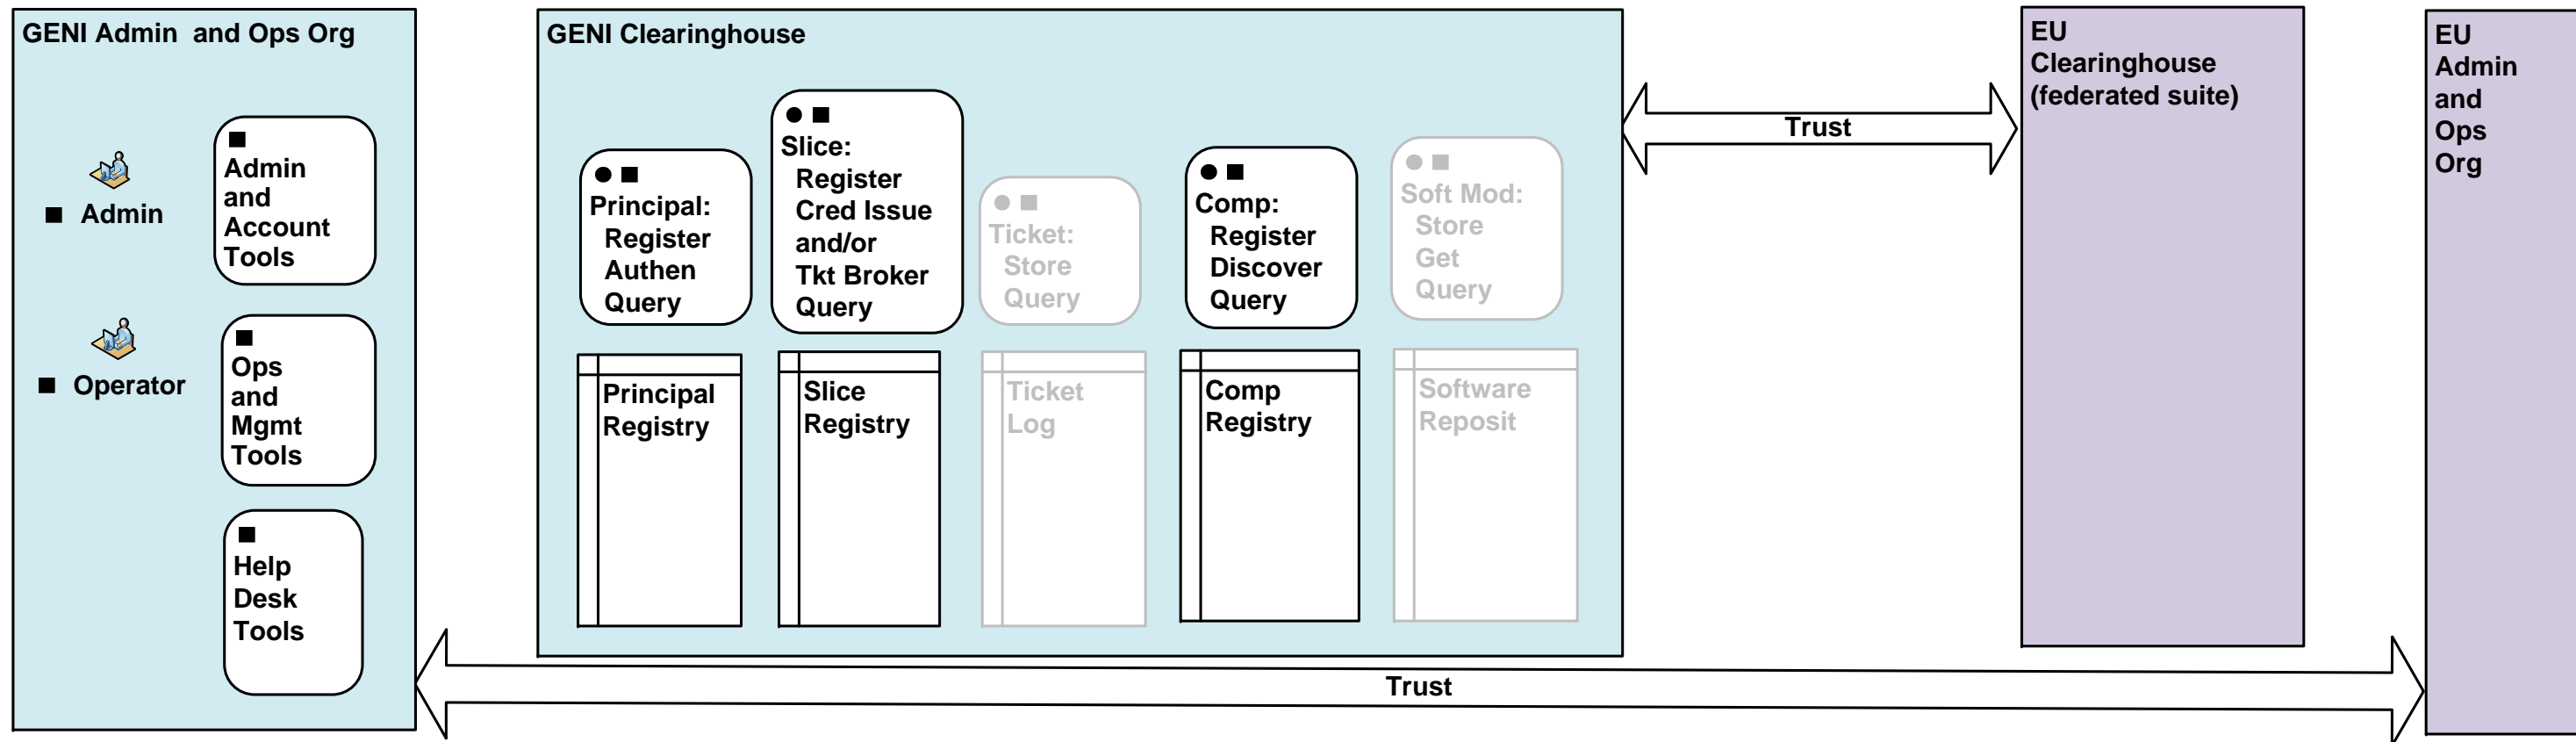 GENI Admin  and Ops Org
Admin
Operator
Admin
and
Account
Tools
Ops
and
Mgmt
Tools
Help
Desk
Tools
GENI Clearinghouse
Principal:
Register
Authen
Query
Slice:
Register
Cred Issue
and/or
Tkt Broker
Query
Ticket:
Store
Query
Comp:
Register
Discover
Query
Soft Mod:
Store
Get
Query
Principal
Registry
Slice
Registry
Ticket
Log
Comp
Registry
Software
Reposit
Trust
EU
Clearinghouse
(federated suite)
EU
Admin
and
Ops
Org
Trust